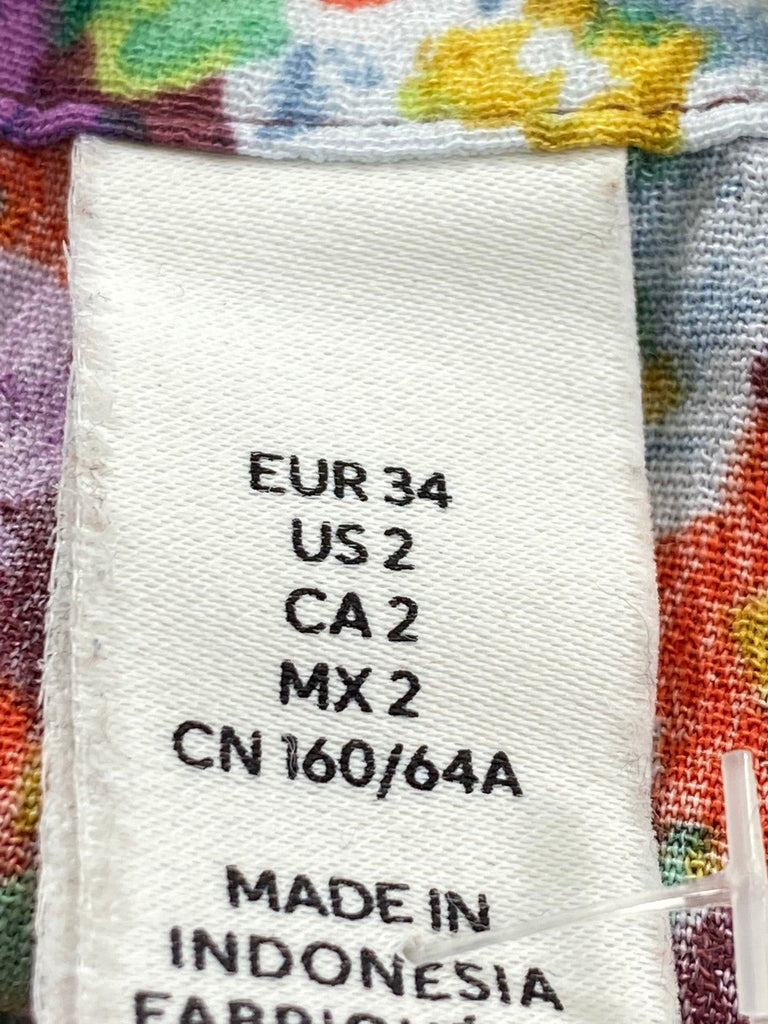 EUR 34
US 2
CA 2
MX 2
CN 160/64A
MADE IN
INDONESIA